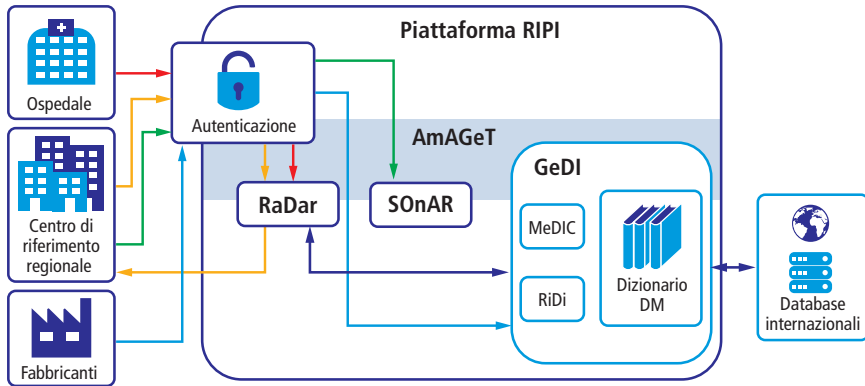 Piattaforma RIPI
Ospedale
Autenticazione
AmAGeT
Centro di
riferimento
regionale
RaDar
SOnAR
GeDI
MeDIC
RiDi
Dizionario
DM
Database
internazionali
Fabbricanti